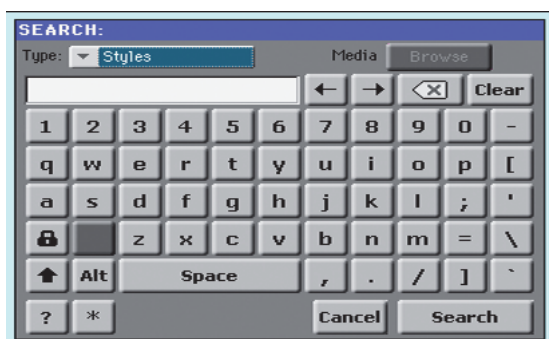 SEARCH:
Type: Styles Media Browse
← → Clear
1 2 3 4 5 6 7 8 9 0 -
q w e r t y u i o p [
a s d f g h j k l ; '
z x c v b n m = \
Alt Space , . / ] `
? * Cancel Search